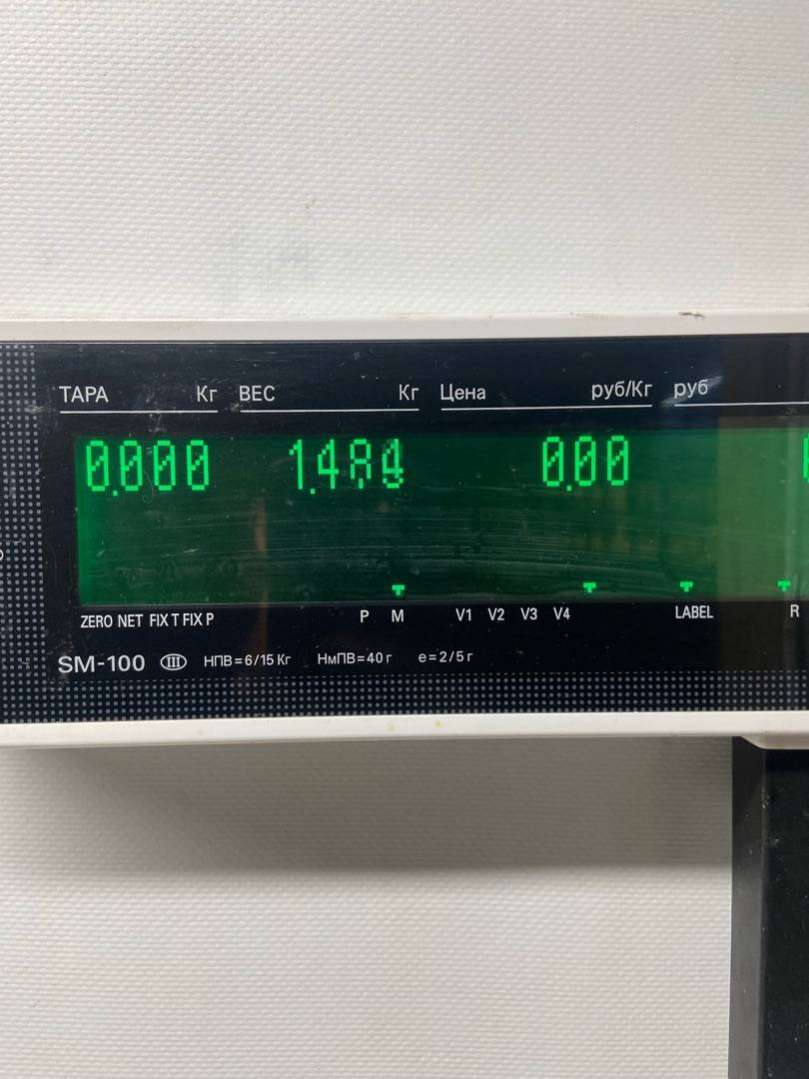 ТАРА Кг ВЕС Кг Цена руб/Кг руб
0.000 0.00
ZERO NET FIX T FIX P P M V1 V2 V3 V4 LABEL R
SM-100 III НПВ=6/15 Кг НмПВ=40 г e=2/5 г